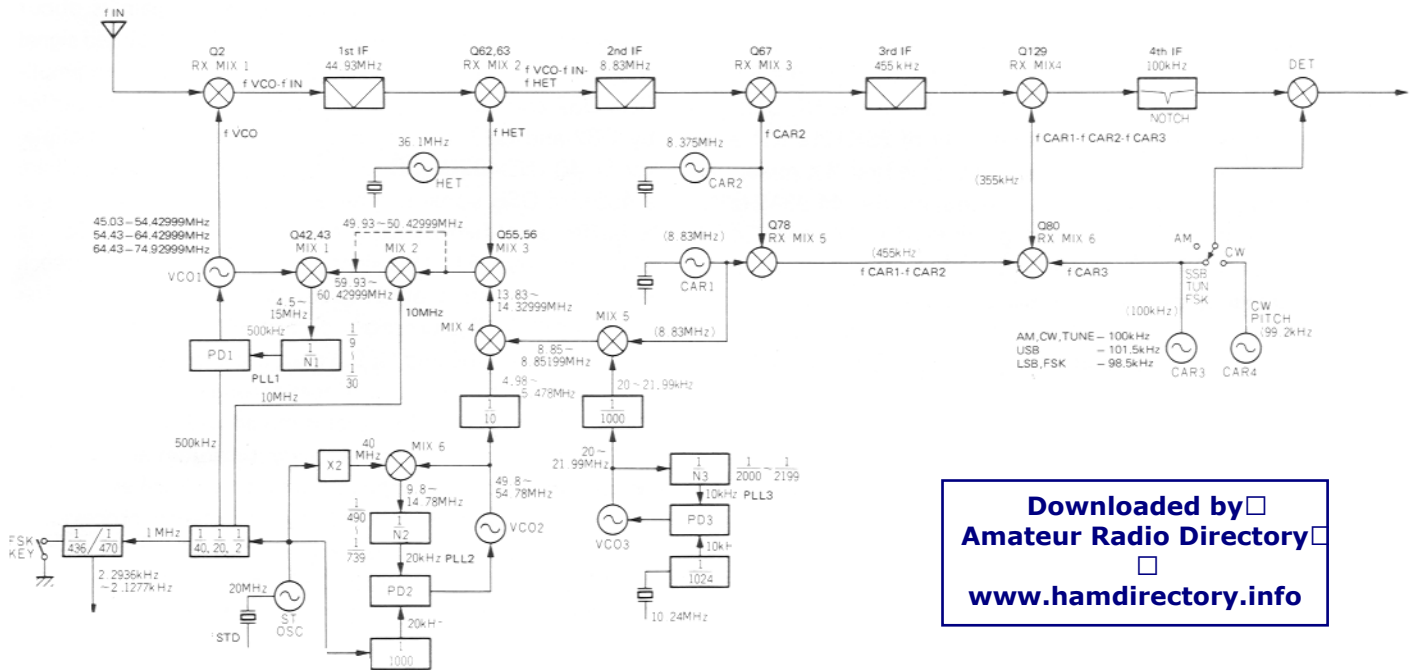 f IN
Q2
RX MIX 1
f VCO-f IN
1st IF
44.93MHz
Q62,63
RX MIX 2
f VCO-f IN-
f HET
2nd IF
8.83MHz
Q67
RX MIX 3
3rd IF
455 kHz
Q129
RX MIX4
4th IF
100kHz
NOTCH
DET
f VCO
f HET
f CAR2
f CAR1-f CAR2-f CAR3
36.1MHz
HET
8.375MHz
CAR2
(355kHz
45.03-54.42999MHz
54.43-64.42999MHz
64.43-74.92999MHz
VCO1
Q42,43
MIX 1
49.93~50.42999MHz
MIX 2
Q55,56
MIX 3
59.93~
60.42999MHz
(8.83MHz)
CAR1
Q78
RX MIX 5
(455kHz)
f CAR1-f CAR2
Q80
RX MIX 6
f CAR3
AM
SSB
TUN
FSK
CW
CW
PITCH
(99.2kHz
CAR4
(100kHz)
CAR3
AM,CW,TUNE - 100kHz
USB - 101.5kHz
LSB,FSK - 98.5kHz
4.5~
15MHz
500kHz
PD1
PLL1
1
N1
1
9
~
1
30
10MHz
10MHz
13.83~
14.32999MHz
MIX 4
MIX 5
(8.83MHz)
8.85~
8.85199MHz
4.98~
5.478MHz
20~21.99kHz
1
10
1
1000
500kHz
X2
40
MHz
MIX 6
9.8~
14.78MHz
49.8~
54.78MHz
VCO2
20~
21.99MHz
VCO3
1
N3
1
2000
~
1
2199
10kHz PLL3
PD3
10kH
1
1024
10.24MHz
1
490
~
1
739
1
N2
20kHz PLL2
PD2
20kH
1
1000
FSK
KEY
1
436
/
1
470
1MHz
1
40,
1
20,
1
2
2.2936kHz
~2.1277kHz
20MHz
STD
ST
OSC
Downloaded by□
Amateur Radio Directory□
□
www.hamdirectory.info